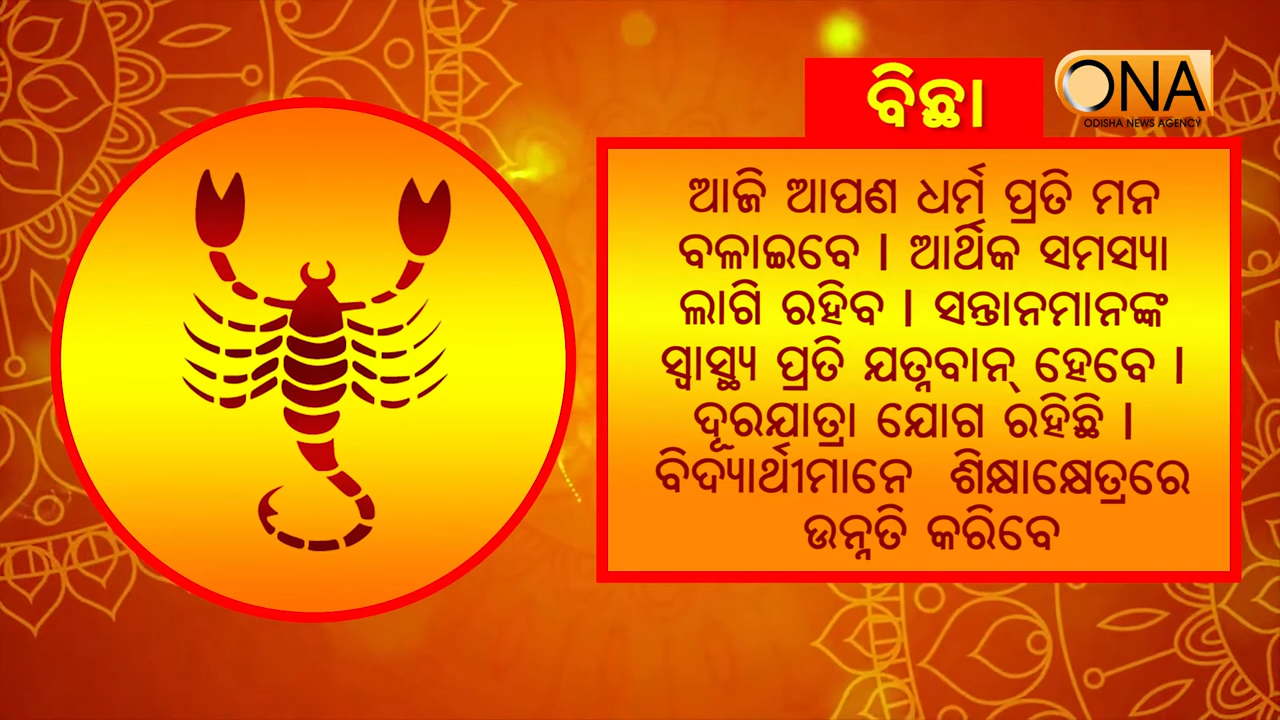 ବିଛା
ONA
ODISHA NEWS AGENCY
ଆଜି ଆପଣ ଧର୍ମ ପ୍ରତି ମନ
ବଳାଇବେ । ଆର୍ଥିକ ସମସ୍ୟା
ଲାଗି ରହିବ । ସନ୍ତାନମାନଙ୍କ
ସ୍ୱାସ୍ଥ୍ୟ ପ୍ରତି ଯତ୍ନବାନ୍ ହେବେ ।
ଦୂରଯାତ୍ରା ଯୋଗ ରହିଛି ।
ବିଦ୍ୟାର୍ଥୀମାନେ ଶିକ୍ଷାକ୍ଷେତ୍ରରେ
ଉନ୍ନତି କରିବେ